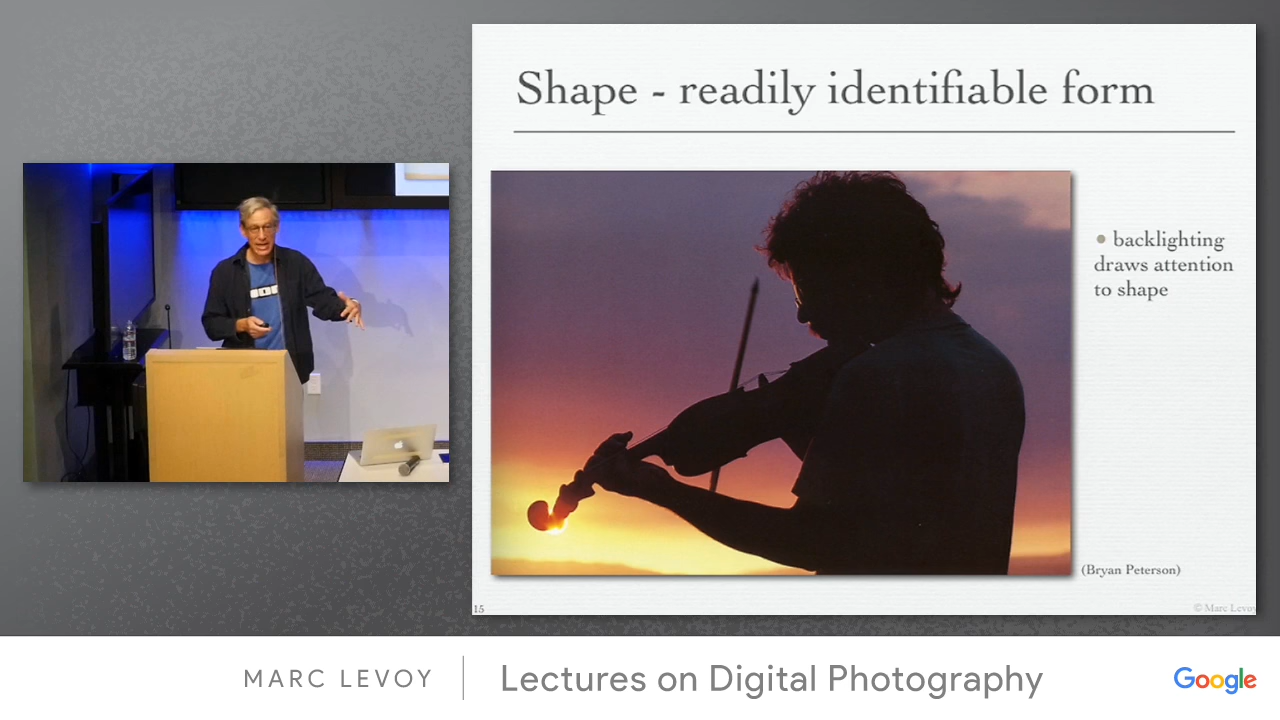 Shape - readily identifiable form
• backlighting
draws attention
to shape
(Bryan Peterson)
15
© Marc Levoy
MARC LEVOY
Lectures on Digital Photography
Google